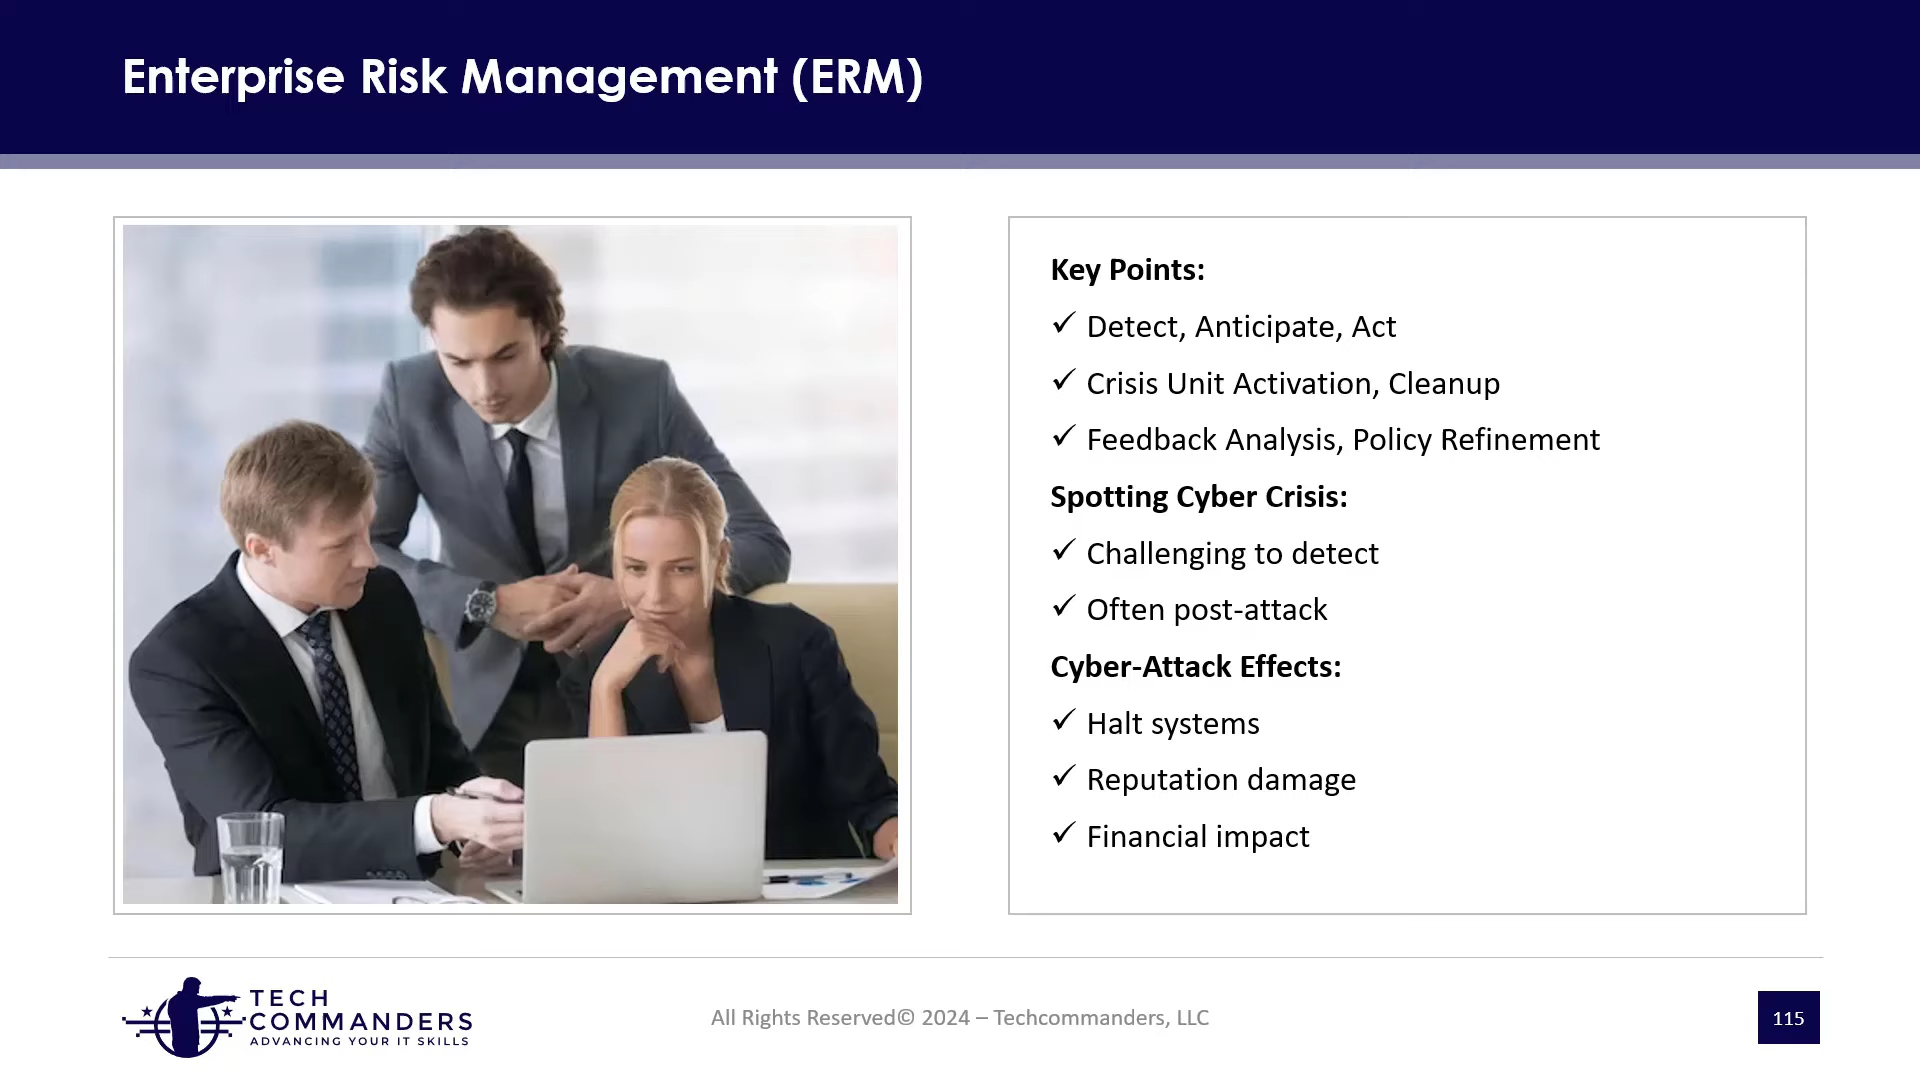 Enterprise Risk Management (ERM)
Key Points:
✓ Detect, Anticipate, Act
✓ Crisis Unit Activation, Cleanup
✓ Feedback Analysis, Policy Refinement
Spotting Cyber Crisis:
✓ Challenging to detect
✓ Often post-attack
Cyber-Attack Effects:
✓ Halt systems
✓ Reputation damage
✓ Financial impact
TECH
COMMANDERS
ADVANCING YOUR IT SKILLS
All Rights Reserved© 2024 – Techcommanders, LLC
115